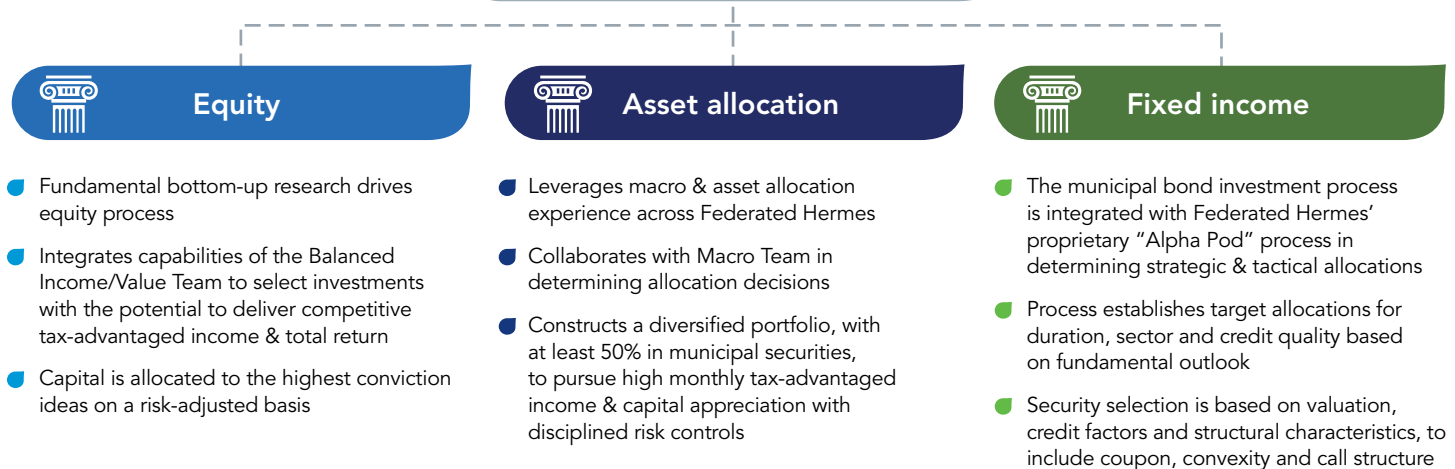 Equity
Fundamental bottom-up research drives
equity process
Integrates capabilities of the Balanced
Income/Value Team to select investments
with the potential to deliver competitive
tax-advantaged income & total return
Capital is allocated to the highest conviction
ideas on a risk-adjusted basis
Asset allocation
Leverages macro & asset allocation
experience across Federated Hermes
Collaborates with Macro Team in
determining allocation decisions
Constructs a diversified portfolio, with
at least 50% in municipal securities,
to pursue high monthly tax-advantaged
income & capital appreciation with
disciplined risk controls
Fixed income
The municipal bond investment process
is integrated with Federated Hermes’
proprietary “Alpha Pod” process in
determining strategic & tactical allocations
Process establishes target allocations for
duration, sector and credit quality based
on fundamental outlook
Security selection is based on valuation,
credit factors and structural characteristics, to
include coupon, convexity and call structure